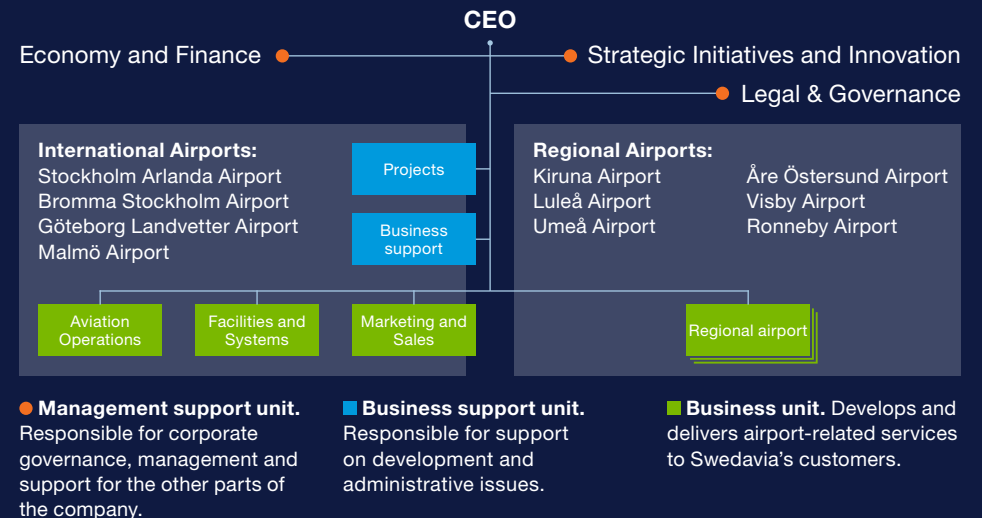 CEO
Economy and Finance
Strategic Initiatives and Innovation
Legal & Governance
International Airports:
Stockholm Arlanda Airport
Bromma Stockholm Airport
Göteborg Landvetter Airport
Malmö Airport
Projects
Business
support
Regional Airports:
Kiruna Airport
Luleå Airport
Umeå Airport
Åre Östersund Airport
Visby Airport
Ronneby Airport
Aviation
Operations
Facilities and
Systems
Marketing and
Sales
Regional airport
Management support unit.
Responsible for corporate
governance, management and
support for the other parts of
the company.
Business support unit.
Responsible for support
on development and
administrative issues.
Business unit. Develops and
delivers airport-related services
to Swedavia’s customers.